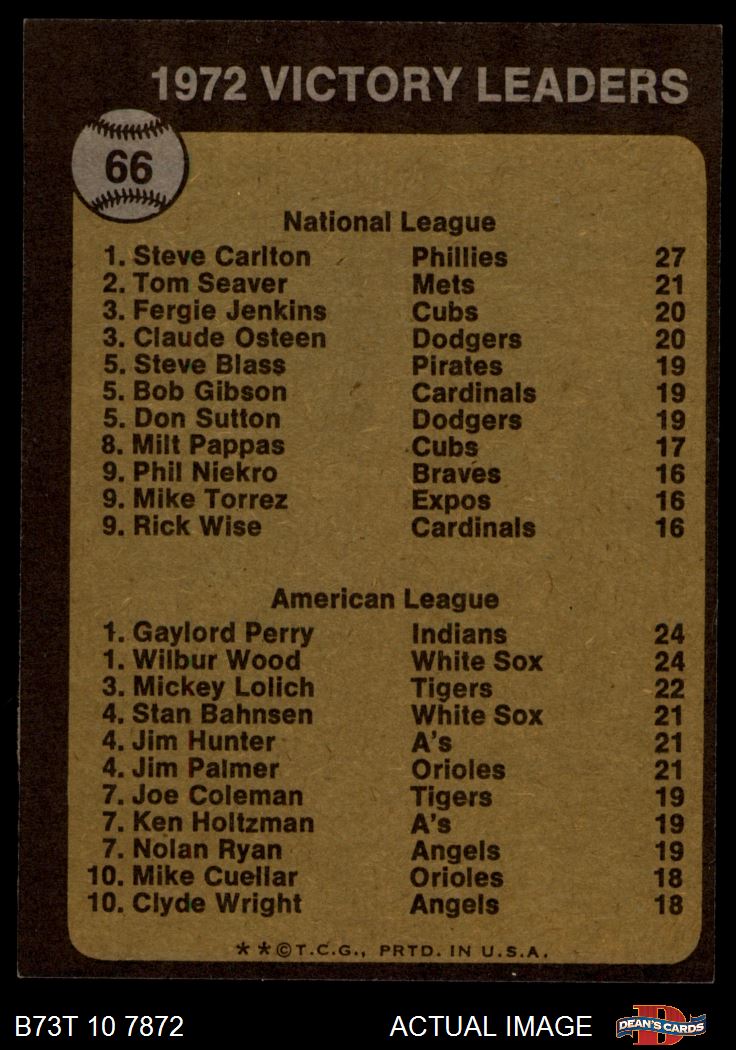 1972 VICTORY LEADERS
66
National League
1. Steve Carlton Phillies 27
2. Tom Seaver Mets 21
3. Fergie Jenkins Cubs 20
3. Claude Osteen Dodgers 20
5. Steve Blass Pirates 19
5. Bob Gibson Cardinals 19
5. Don Sutton Dodgers 19
8. Milt Pappas Cubs 17
9. Phil Niekro Braves 16
9. Mike Torrez Expos 16
9. Rick Wise Cardinals 16
American League
1. Gaylord Perry Indians 24
1. Wilbur Wood White Sox 24
3. Mickey Lolich Tigers 22
4. Stan Bahnsen White Sox 21
4. Jim Hunter A's 21
4. Jim Palmer Orioles 21
7. Joe Coleman Tigers 19
7. Ken Holtzman A's 19
7. Nolan Ryan Angels 19
10. Mike Cuellar Orioles 18
10. Clyde Wright Angels 18
**©T.C.G., PRTD. IN U.S.A.
B73T 10 7872 ACTUAL IMAGE D DEAN'S CARDS